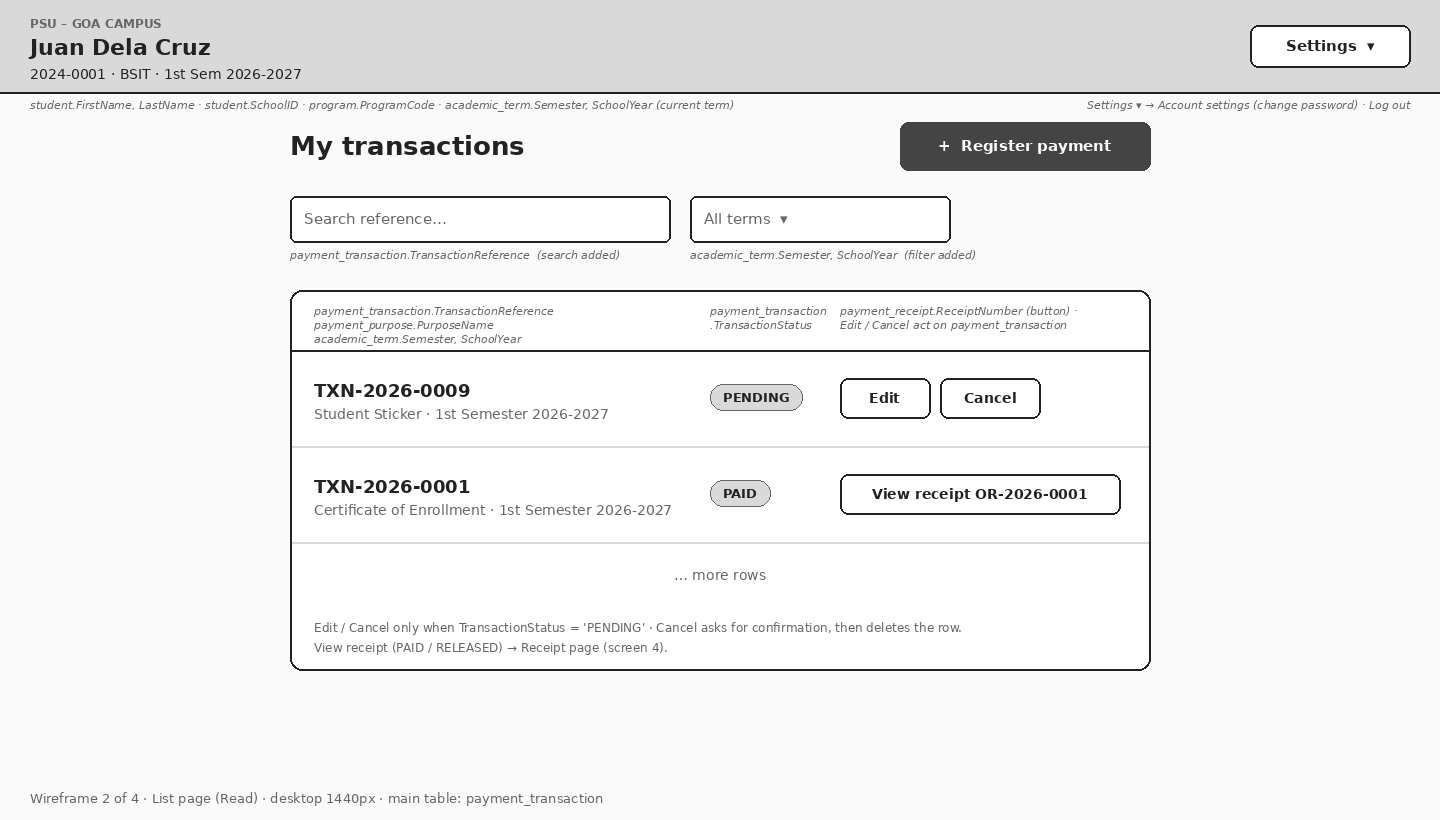 PSU – GOA CAMPUS
Juan Dela Cruz
2024-0001 · BSIT · 1st Sem 2026-2027
Settings ▾
student.FirstName, LastName · student.SchoolID · program.ProgramCode · academic_term.Semester, SchoolYear (current term)
Settings ▾ → Account settings (change password) · Log out
My transactions
+ Register payment
Search reference…
All terms ▾
payment_transaction.TransactionReference (search added)
academic_term.Semester, SchoolYear (filter added)
payment_transaction.TransactionReference
payment_purpose.PurposeName
academic_term.Semester, SchoolYear
payment_transaction
.TransactionStatus
payment_receipt.ReceiptNumber (button) ·
Edit / Cancel act on payment_transaction
TXN-2026-0009
Student Sticker · 1st Semester 2026-2027
PENDING
Edit
Cancel
TXN-2026-0001
Certificate of Enrollment · 1st Semester 2026-2027
PAID
View receipt OR-2026-0001
… more rows
Edit / Cancel only when TransactionStatus = 'PENDING' · Cancel asks for confirmation, then deletes the row.
View receipt (PAID / RELEASED) → Receipt page (screen 4).
Wireframe 2 of 4 · List page (Read) · desktop 1440px · main table: payment_transaction